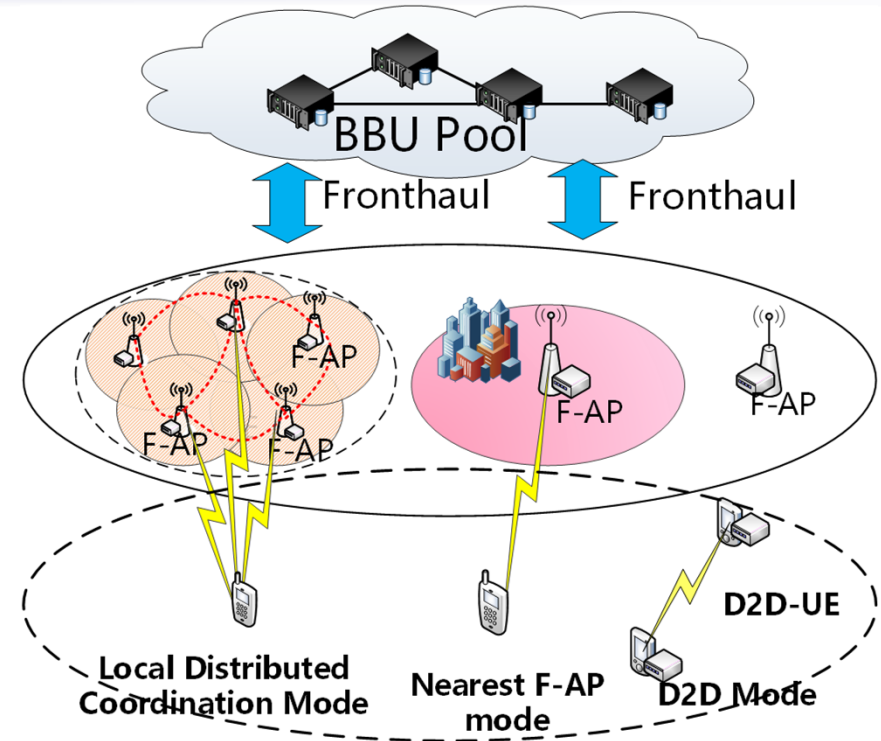 BBU Pool
Fronthaul
Fronthaul
F-AP
F-AP
F-AP
F-AP
F-AP
D2D-UE
Local Distributed
Coordination Mode
Nearest F-AP
mode
D2D Mode